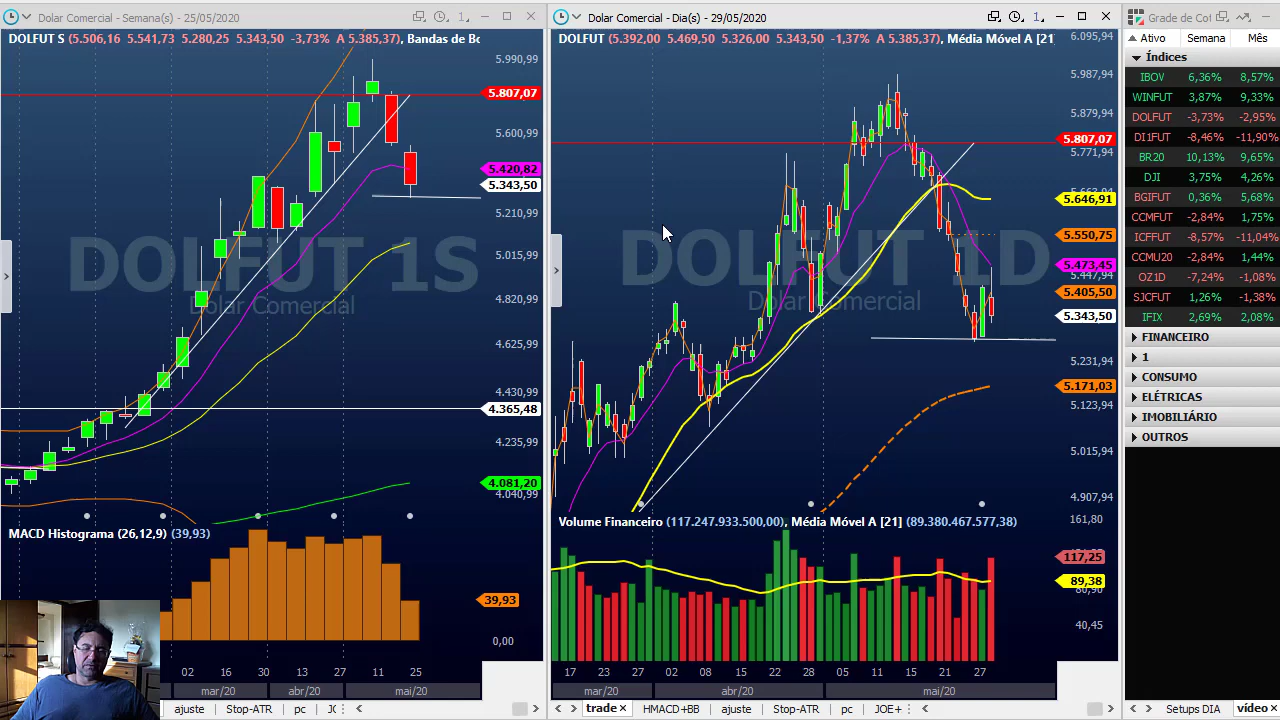 Dolar Comercial - Semana(s) - 25/05/2020
1
DOLFUT S (5.506,16 5.541,73 5.280,25 5.343,50 -3,73% A 5.385,37), Bandas de Bc
5.990,99
5.807,07
5.600,99
5.420,82
5.343,50
5.210,99
4.820,99
4.625,99
4.430,99
4.365,48
4.235,99
4.081,20
4.040,99
DOLFUT 1S
Dolar Comercial
MACD Histograma (26,12,9) (39,93)
39,93
0,00
02 16 30 13 27 11 25
mar/20 abr/20 mai/20
ajuste Stop-ATR pc
Dolar Comercial - Dia(s) - 29/05/2020
1
DOLFUT (5.392,00 5.469,50 5.326,00 5.343,50 -1,37% A 5.385,37), Média Móvel A [21]
6.095,94
5.987,94
5.879,94
5.807,07
5.771,94
5.646,91
5.550,75
5.473,45
5.447,94
5.405,50
5.343,50
5.231,94
5.171,03
5.123,94
5.015,94
4.907,94
DOLFUT 1D
Dolar Comercial
Volume Financeiro (117.247.933.500,00), Média Móvel A [21] (89.380.467.577,38)
161,80
117,25
89,38
80,90
40,45
17 23 27 02 08 15 22 28 05 11 15 21 27
mar/20 abr/20 mai/20
trade HMACD+BB ajuste Stop-ATR pc JOE+
Grade de Cot
Ativo Semana Mês
Índices
IBOV 6,36% 8,57%
WINFUT 3,87% 9,33%
DOLFUT -3,73% -2,95%
DI1FUT -8,46% -11,90%
BR20 10,13% 9,65%
DJI 3,75% 4,26%
BGIFUT 0,36% 5,68%
CCMFUT -2,84% 1,75%
ICFFUT -8,57% -11,04%
CCMU20 -2,84% 1,44%
OZ1D -7,24% -1,08%
SJCFUT 1,26% -1,38%
IFIX 2,69% 2,08%
FINANCEIRO
1
CONSUMO
ELÉTRICAS
IMOBILIÁRIO
OUTROS
Setups DIA vídeo